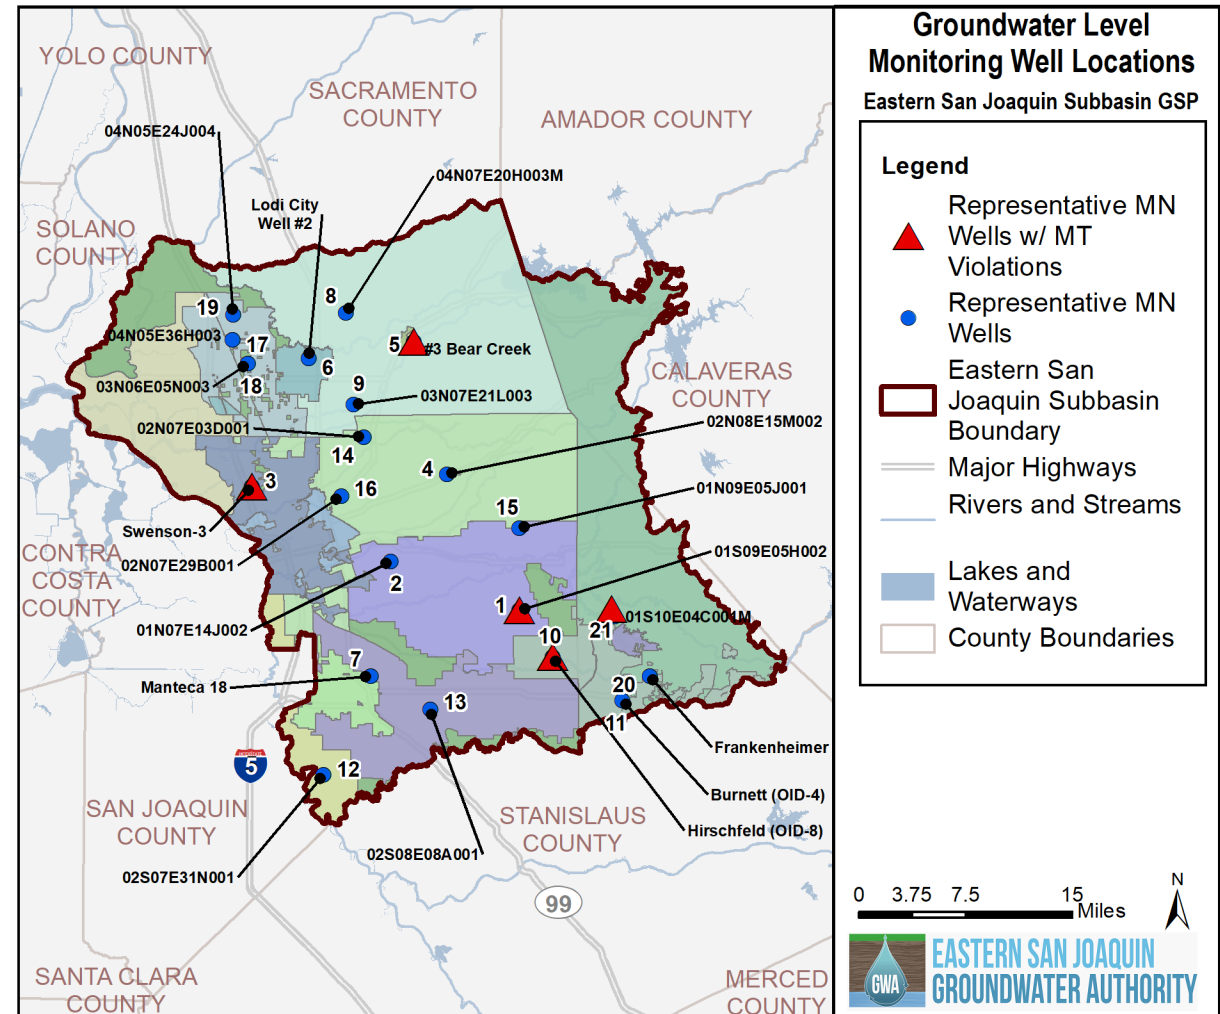 Groundwater Level
Monitoring Well Locations
Eastern San Joaquin Subbasin GSP
Legend
Representative MN
Wells w/ MT
Violations
Representative MN
Wells
Eastern San
Joaquin Subbasin
Boundary
Major Highways
Rivers and Streams
Lakes and
Waterways
County Boundaries
0 3.75 7.5 15
Miles
N
GWA
EASTERN SAN JOAQUIN
GROUNDWATER AUTHORITY
YOLO COUNTY
SACRAMENTO
COUNTY
AMADOR COUNTY
04N05E24J004
04N07E20H003M
Lodi City
Well #2
SOLANO
COUNTY
8
19
04N05E36H003
17
5
#3 Bear Creek
6
03N06E05N003
18
9
03N07E21L003
CALAVERAS
COUNTY
02N08E15M002
02N07E03D001
14
4
3
16
01N09E05J001
15
Swenson-3
CONTRA
COSTA
COUNTY
02N07E29B001
01S09E05H002
2
1
01S10E04C001M
21
01N07E14J002
10
7
Manteca 18
20
13
11
Frankenheimer
5
12
Burnett (OID-4)
SAN JOAQUIN
COUNTY
STANISLAUS
COUNTY
Hirschfeld (OID-8)
02S08E08A001
02S07E31N001
99
SANTA CLARA
COUNTY
MERCED
COUNTY